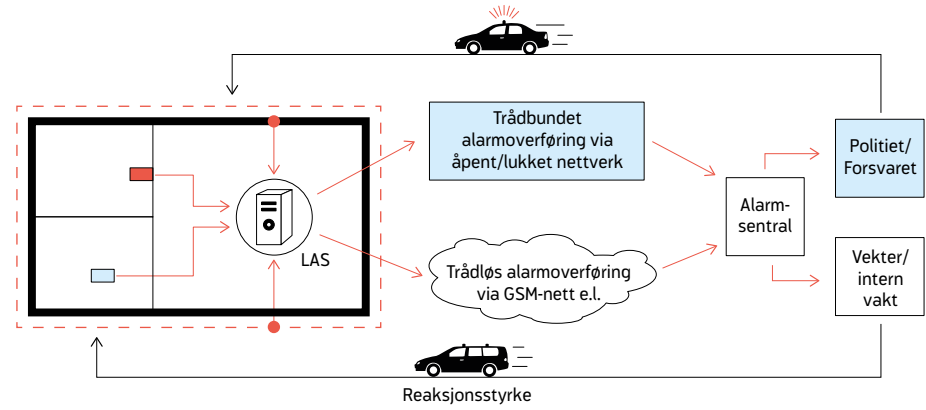 Trådbundet
alarmoverføring via
åpent/lukket nettverk
Politiet/
Forsvaret
Alarm-
sentral
LAS
Trådløs alarmoverføring
via GSM-nett e.l.
Vekter/
intern
vakt
Reaksjonsstyrke